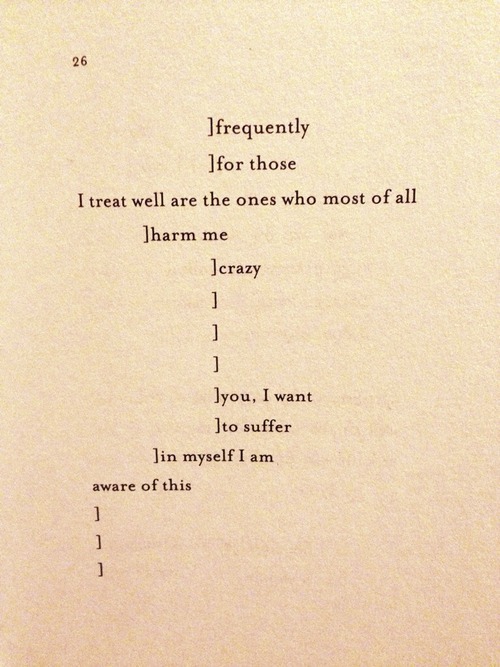 26
]frequently
]for those
I treat well are the ones who most of all
]harm me
]crazy
]
]
]
]you, I want
]to suffer
]in myself I am
aware of this
]
]
]